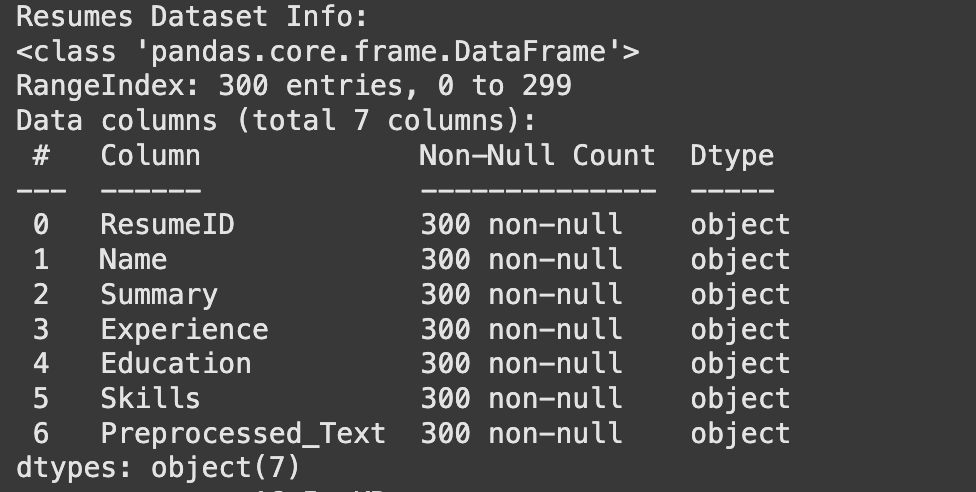 Resumes Dataset Info:
<class 'pandas.core.frame.DataFrame'>
RangeIndex: 300 entries, 0 to 299
Data columns (total 7 columns):
 #   Column             Non-Null Count  Dtype
---  ------             --------------  -----
 0   ResumeID           300 non-null    object
 1   Name               300 non-null    object
 2   Summary            300 non-null    object
 3   Experience         300 non-null    object
 4   Education          300 non-null    object
 5   Skills             300 non-null    object
 6   Preprocessed_Text  300 non-null    object
dtypes: object(7)